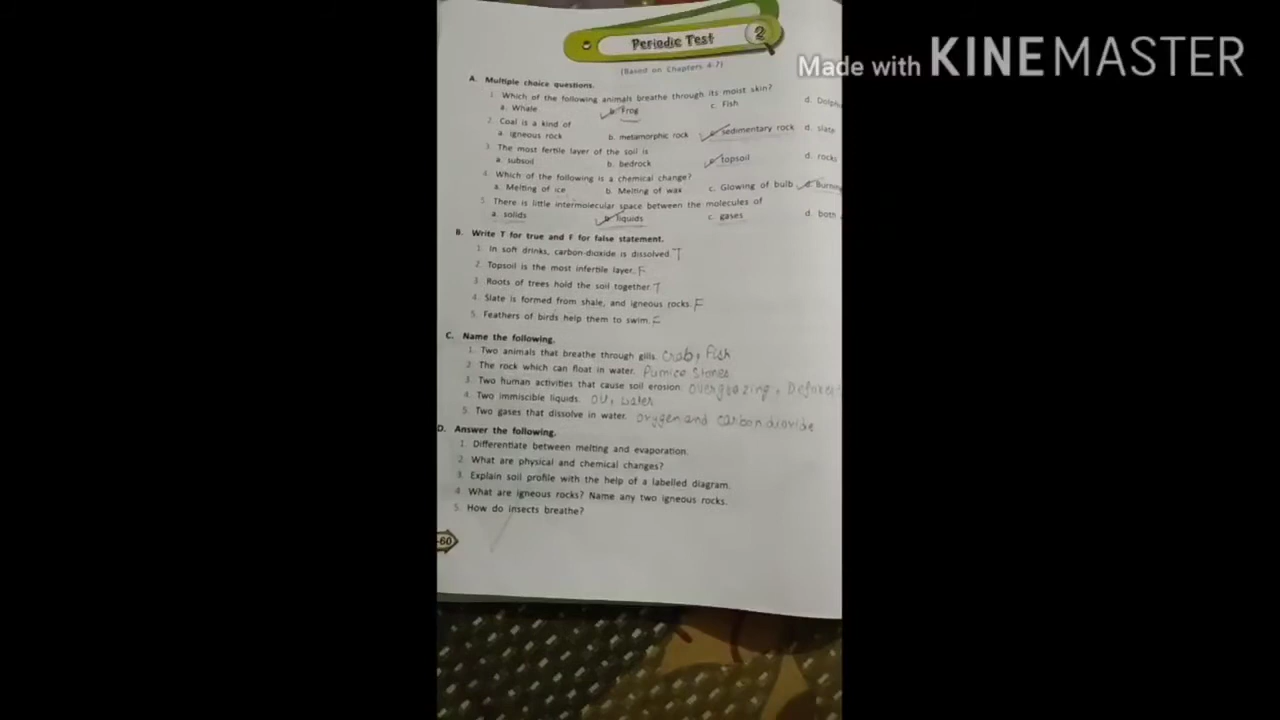 Made with KINEMASTER
Periodic Test 2
(Based on Chapters 4-7)
A. Multiple choice questions.
1. Which of the following animals breathe through its moist skin?
a. Whale b. Frog c. Fish d. Dolph
2. Coal is a kind of
a. igneous rock b. metamorphic rock c. sedimentary rock d. slate
3. The most fertile layer of the soil is
a. subsoil b. bedrock c. topsoil d. rocks
4. Which of the following is a chemical change?
a. Melting of ice b. Melting of wax c. Glowing of bulb d. Burning
5. There is little intermolecular space between the molecules of
a. solids b. liquids c. gases d. both
B. Write T for true and F for false statement.
1. In soft drinks, carbon-dioxide is dissolved T
2. Topsoil is the most infertile layer. F
3. Roots of trees hold the soil together T
4. Slate is formed from shale, and igneous rocks. F
5. Feathers of birds help them to swim. F
C. Name the following.
1. Two animals that breathe through gills. Crab, Fish
2. The rock which can float in water. Pumice Stones
3. Two human activities that cause soil erosion. Overgrazing, Defores
4. Two immiscible liquids. Oil, water
5. Two gases that dissolve in water. Oxygen and carbondioxide
D. Answer the following.
1. Differentiate between melting and evaporation.
2. What are physical and chemical changes?
3. Explain soil profile with the help of a labelled diagram.
4. What are igneous rocks? Name any two igneous rocks.
5. How do insects breathe?
-60